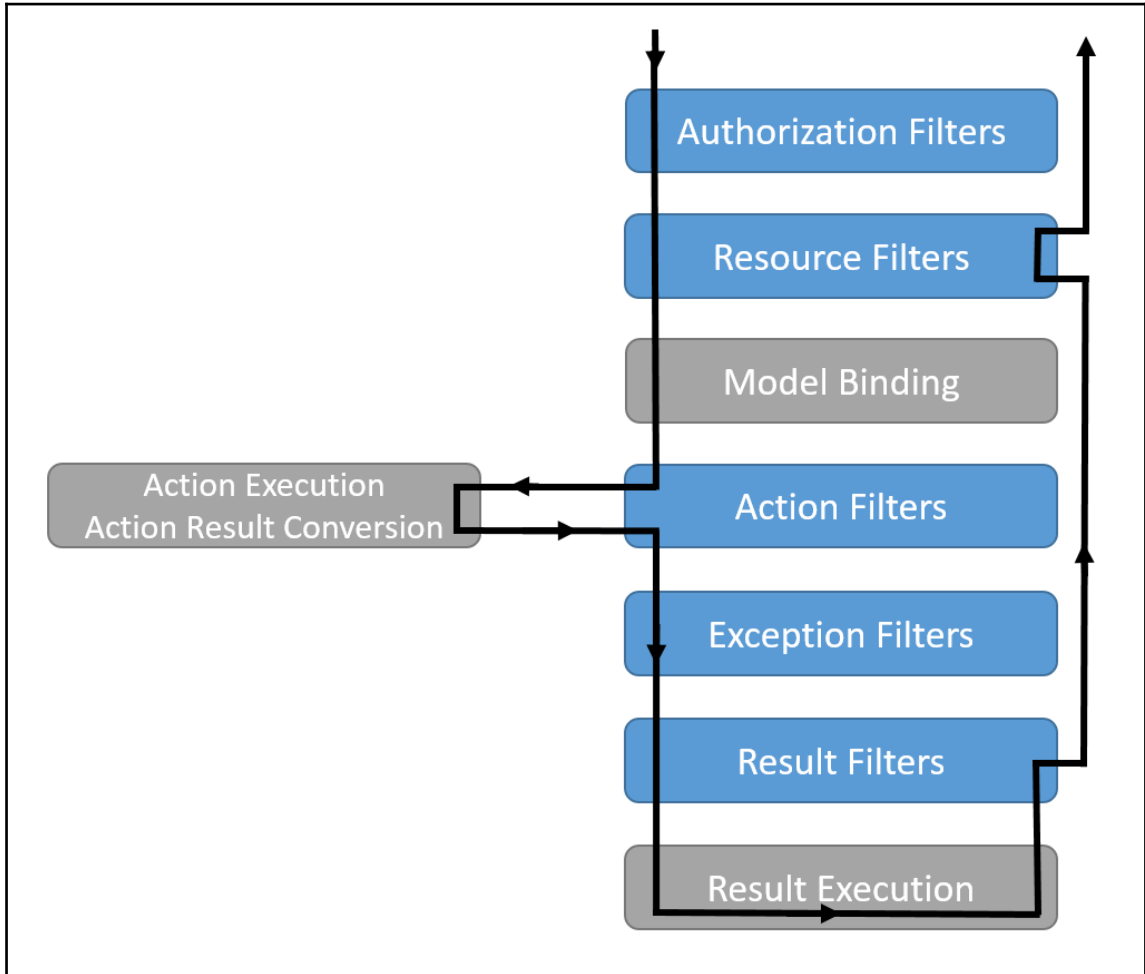 Authorization Filters
Resource Filters
Model Binding
Action Execution
Action Result Conversion
Action Filters
Exception Filters
Result Filters
Result Execution